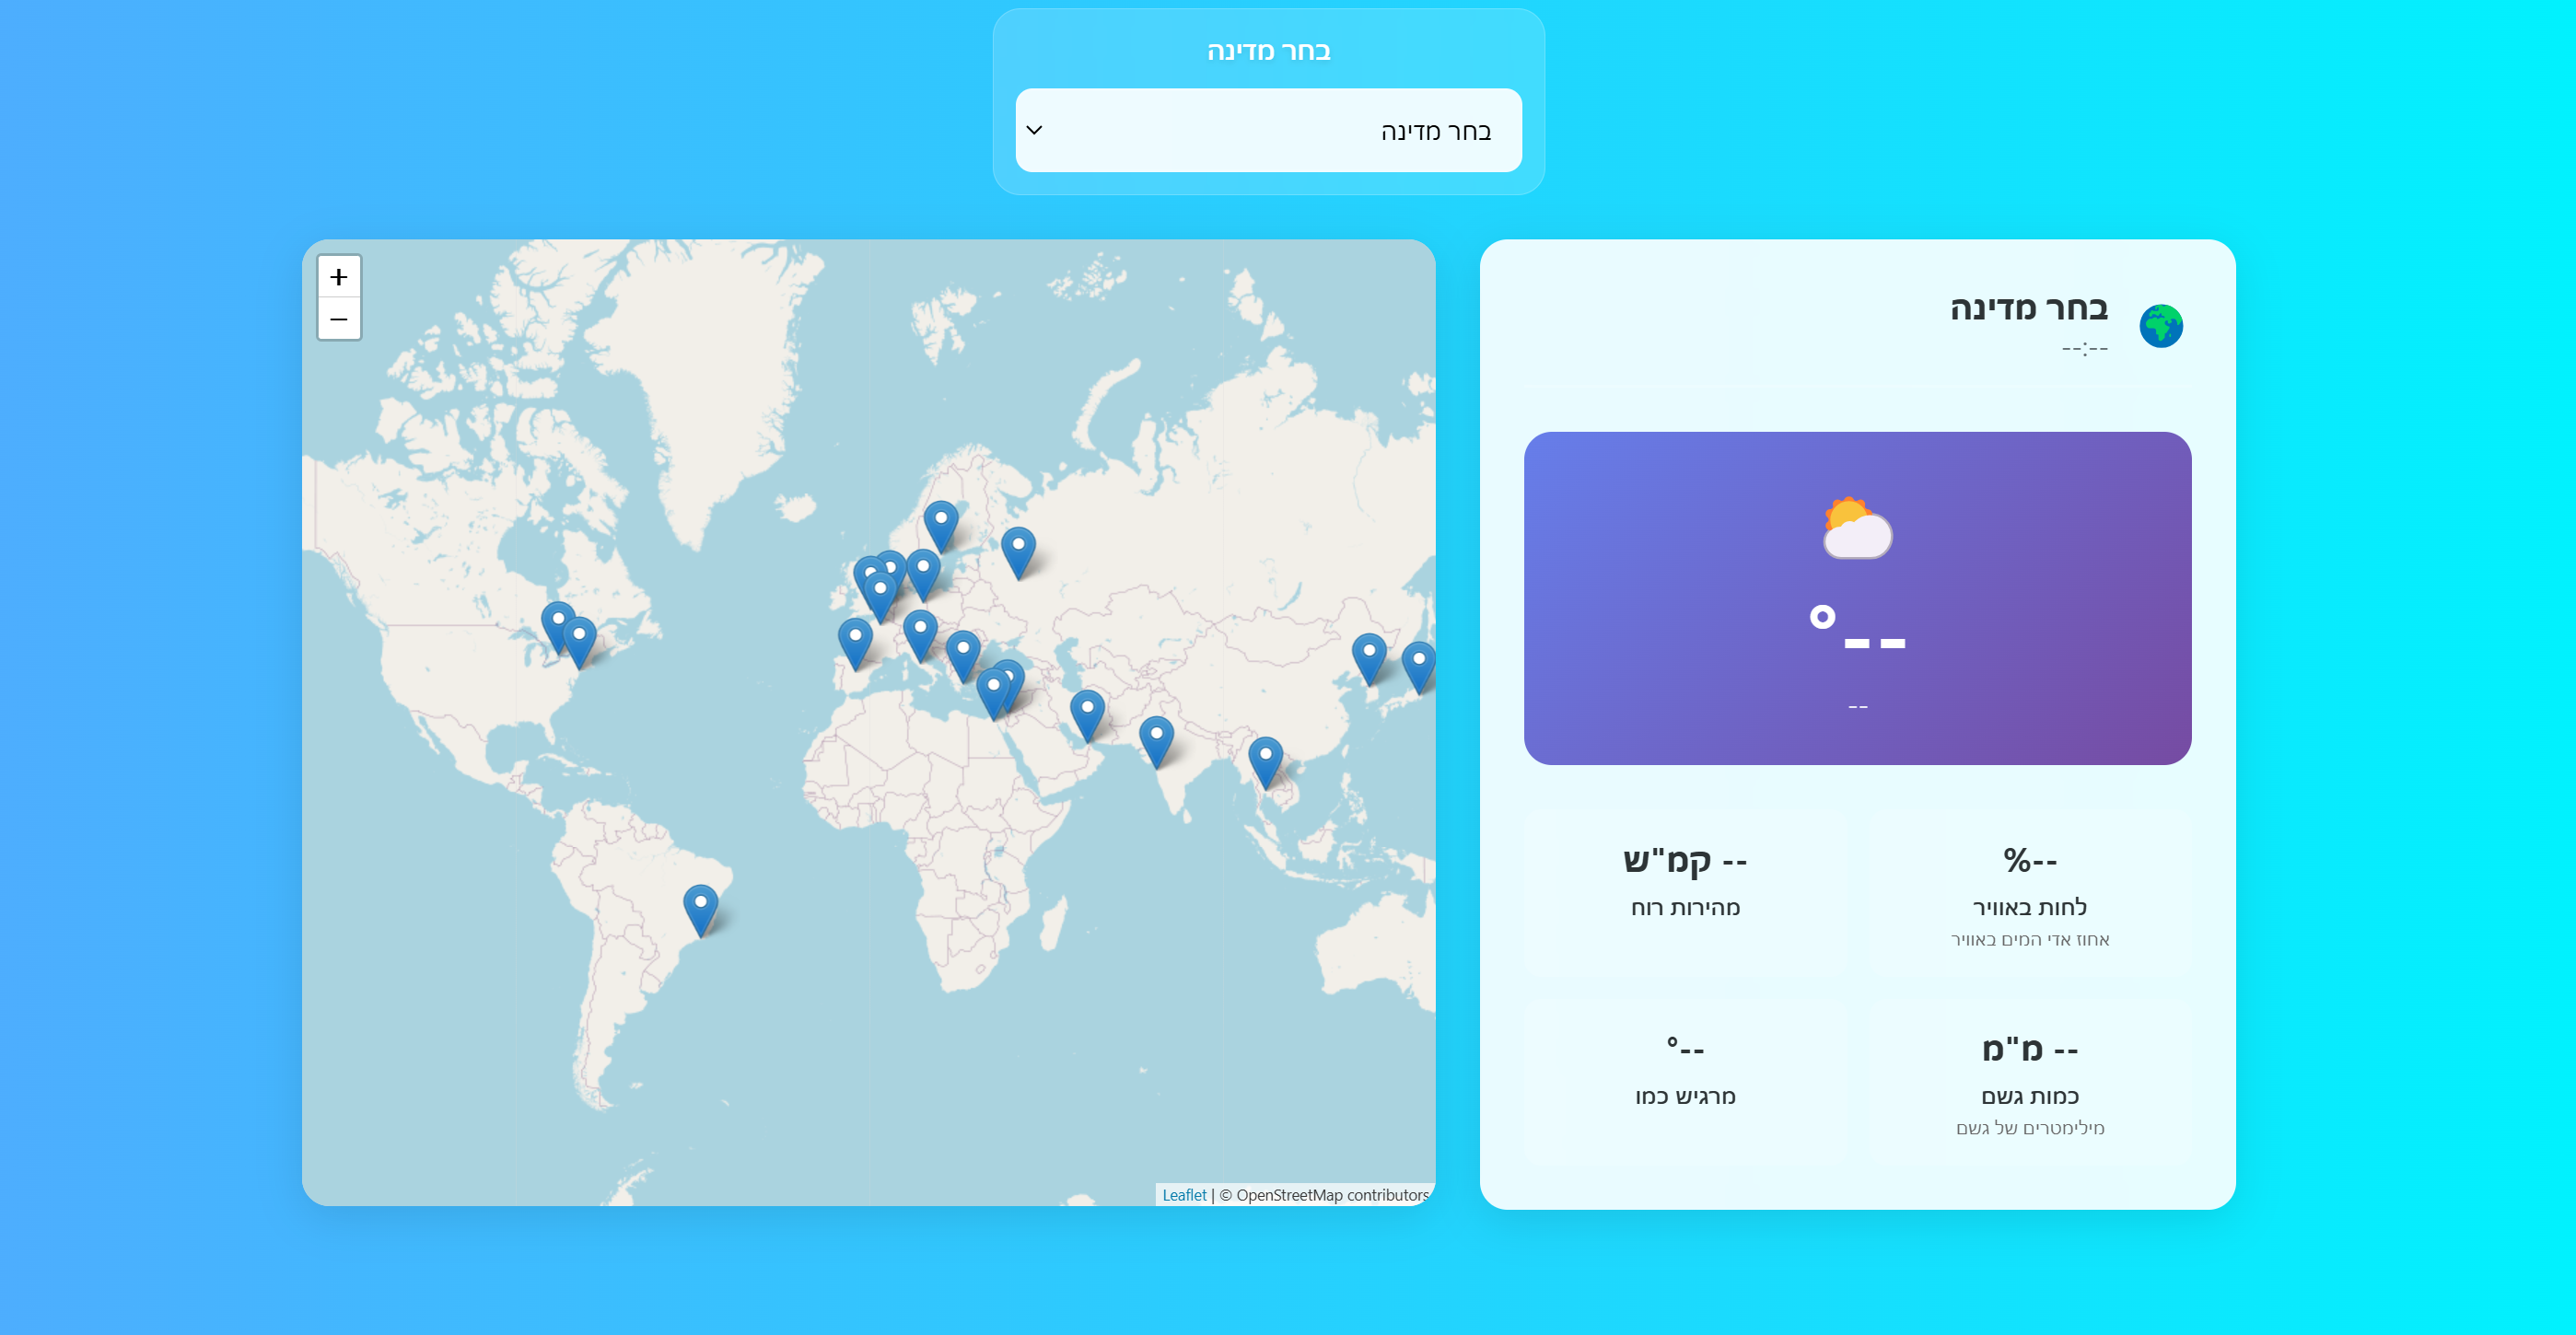 בחר מדינה
בחר מדינה
בחר מדינה
--:--
--°
--
--%
לחות באוויר
אחוז אדי המים באוויר
-- קמ"ש
מהירות רוח
-- מ"מ
כמות גשם
מילימטרים של גשם
--°
מרגיש כמו
+
−
Leaflet | © OpenStreetMap contributors